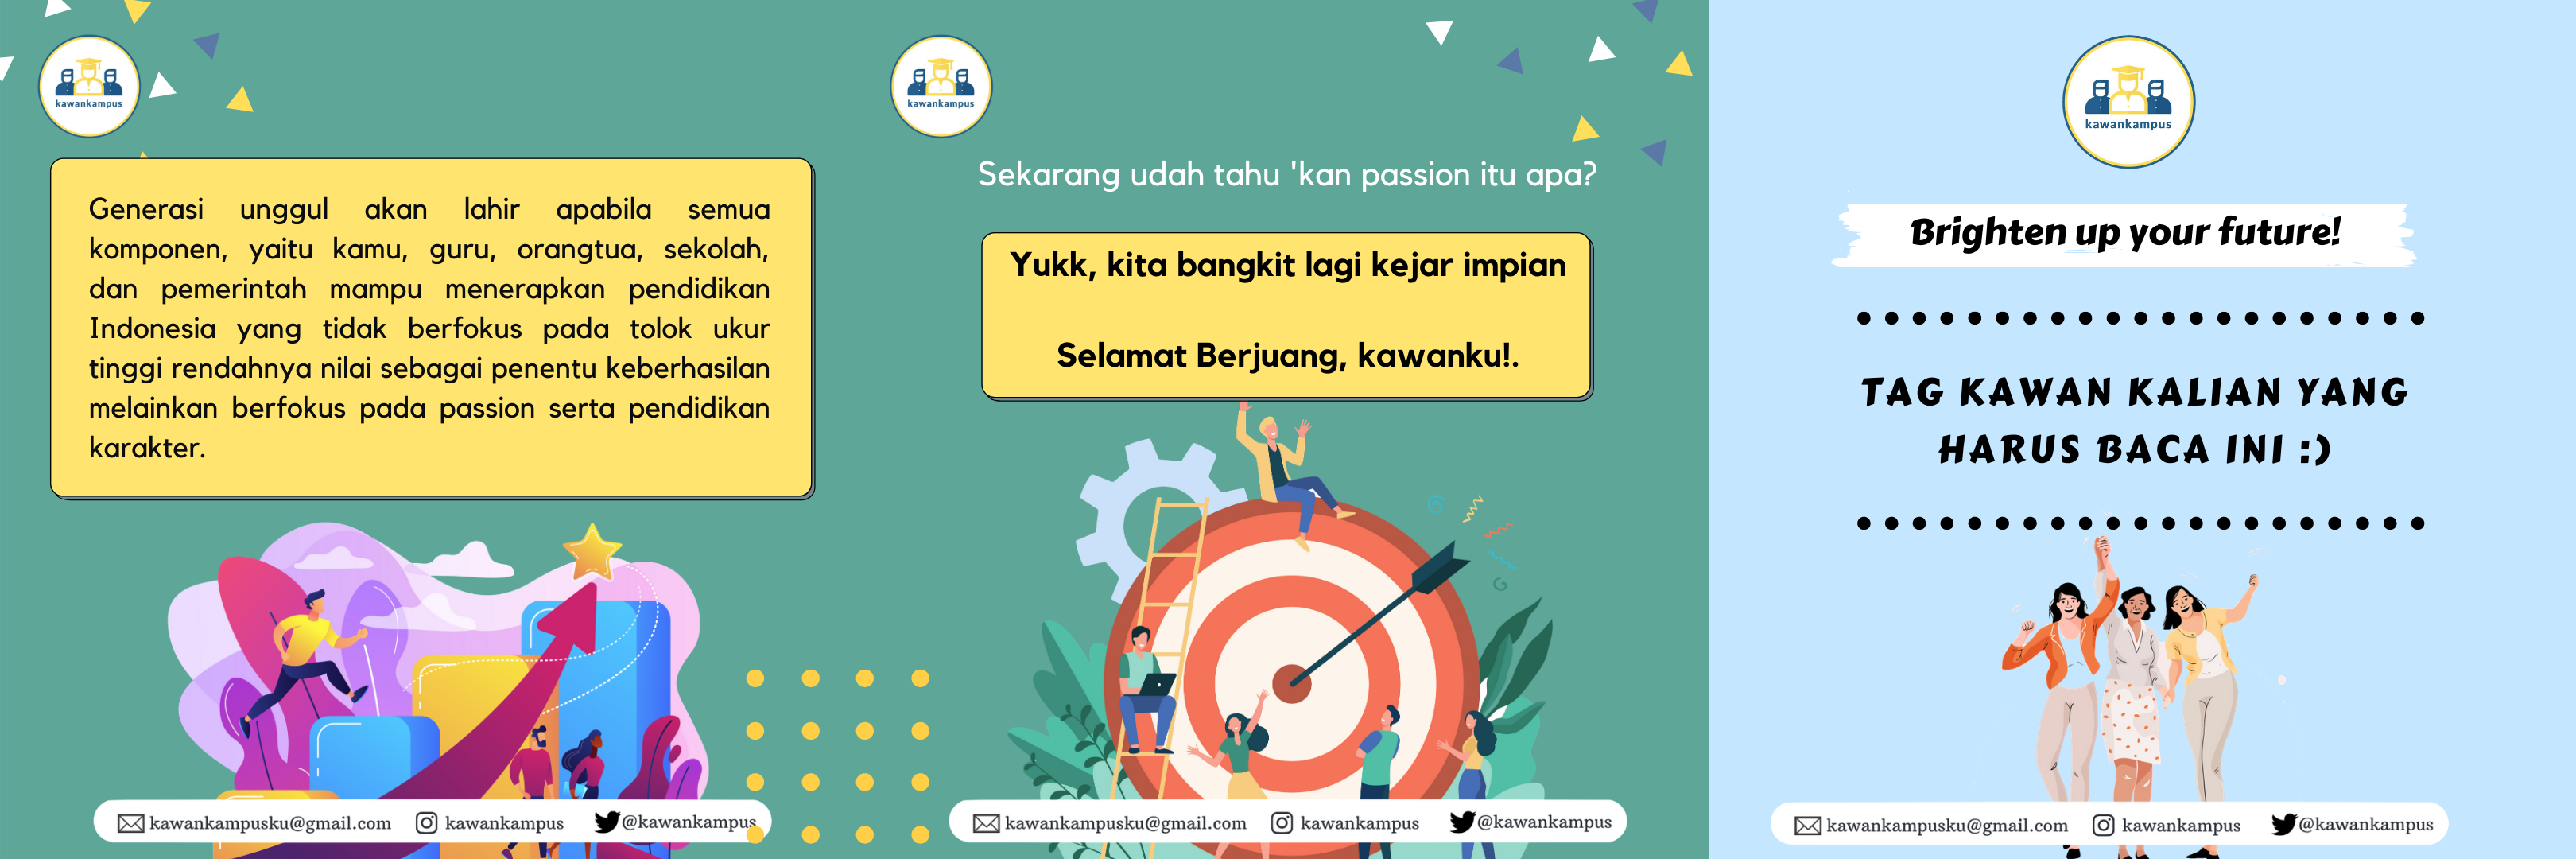 kawankampus
Generasi unggul akan lahir apabila semua
komponen, yaitu kamu, guru, orangtua, sekolah,
dan pemerintah mampu menerapkan pendidikan
Indonesia yang tidak berfokus pada tolok ukur
tinggi rendahnya nilai sebagai penentu keberhasilan
melainkan berfokus pada passion serta pendidikan
karakter.
kawankampusku@gmail.com kawankampus @kawankampus
kawankampus
Sekarang udah tahu 'kan passion itu apa?
Yukk, kita bangkit lagi kejar impian
Selamat Berjuang, kawanku!.
kawankampusku@gmail.com kawankampus @kawankampus
kawankampus
Brighten up your future!
TAG KAWAN KALIAN YANG
HARUS BACA INI :)
kawankampusku@gmail.com kawankampus @kawankampus